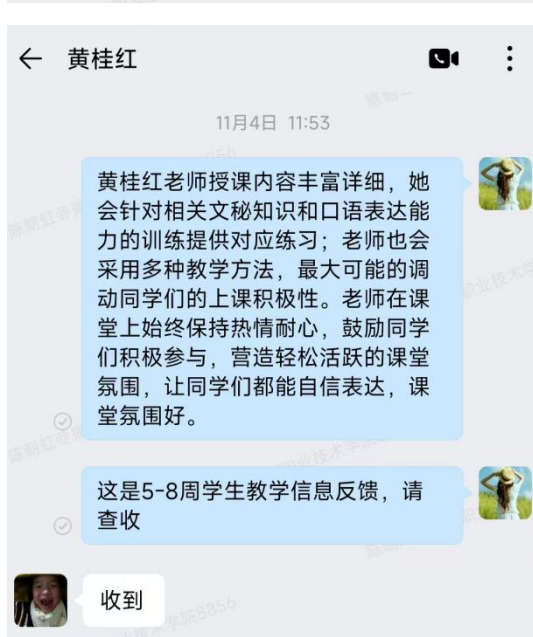 黄桂红
11月4日 11:53
黄桂红老师授课内容丰富详细，她
会针对相关文秘知识和口语表达能
力的训练提供对应练习；老师也会
采用多种教学方法，最大可能的调
动同学们的上课积极性。老师在课
堂上始终保持热情耐心，鼓励同学
们积极参与，营造轻松活跃的课堂
氛围，让同学们都能自信表达，课
堂氛围好。
这是5-8周学生教学信息反馈，请
查收
收到